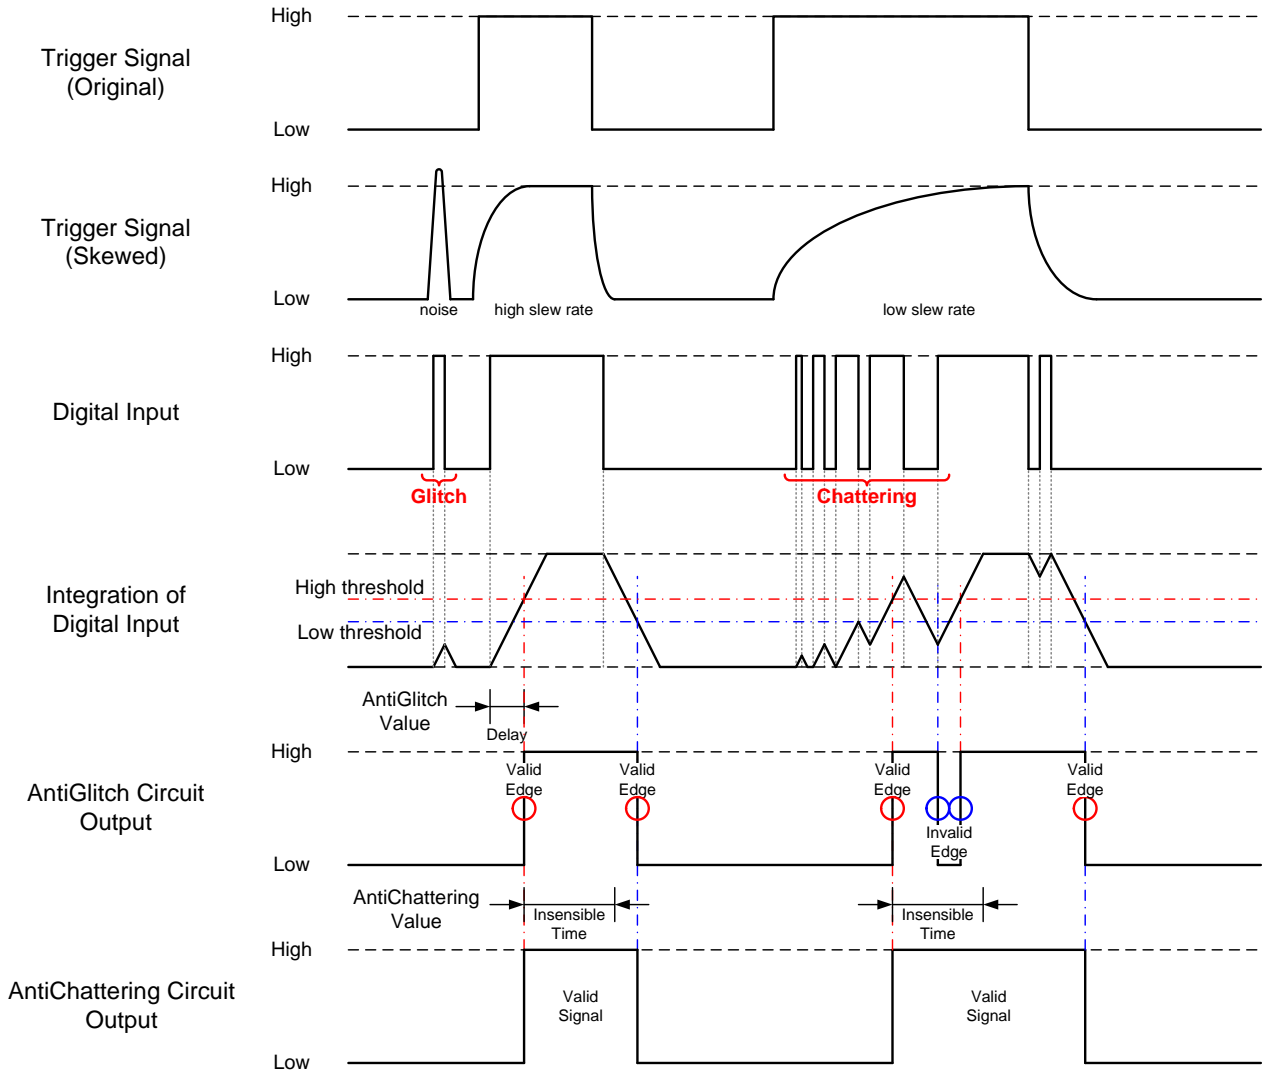 High
Trigger Signal
(Original)
Low
High
Trigger Signal
(Skewed)
Low
noise
high slew rate
low slew rate
High
Digital Input
Low
Glitch
Chattering
High threshold
Integration of
Digital Input
Low threshold
AntiGlitch
Value
Delay
High
Valid
Edge
Valid
Edge
Valid
Edge
Valid
Edge
AntiGlitch Circuit
Output
Invalid
Edge
Low
AntiChattering
Value
Insensible
Time
Insensible
Time
High
AntiChattering Circuit
Output
Valid
Signal
Valid
Signal
Low